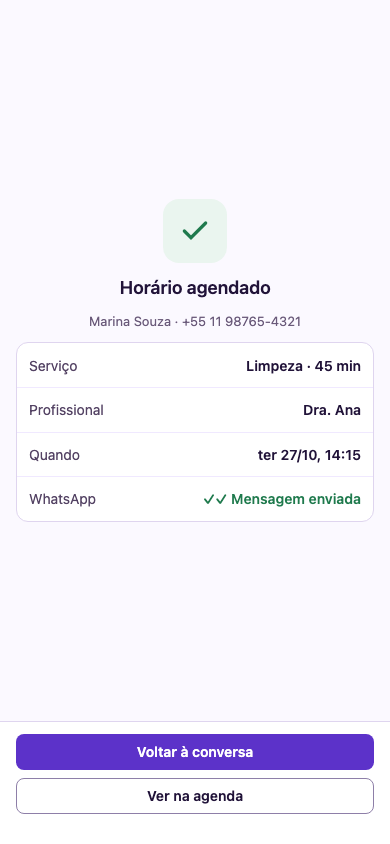 Horário agendado
Marina Souza · +55 11 98765-4321
Serviço Limpeza · 45 min
Profissional Dra. Ana
Quando ter 27/10, 14:15
WhatsApp ✓✓ Mensagem enviada
Voltar à conversa
Ver na agenda